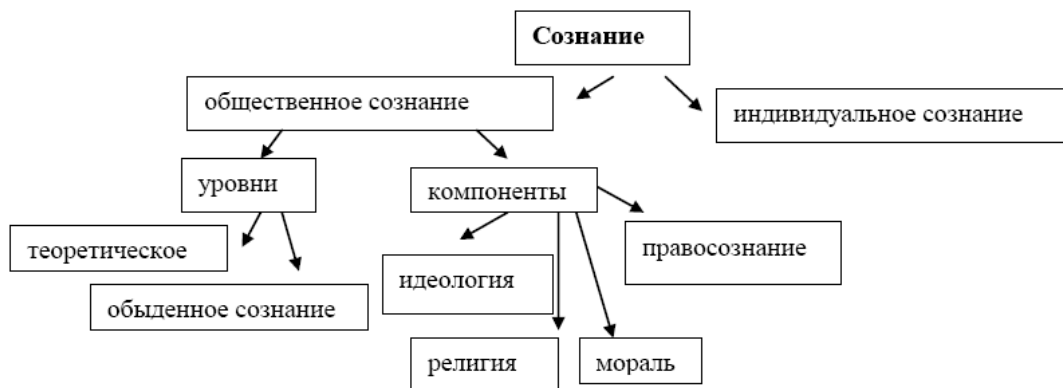 Сознание
общественное сознание
индивидуальное сознание
уровни
компоненты
теоретическое
правосознание
идеология
обыденное сознание
религия
мораль